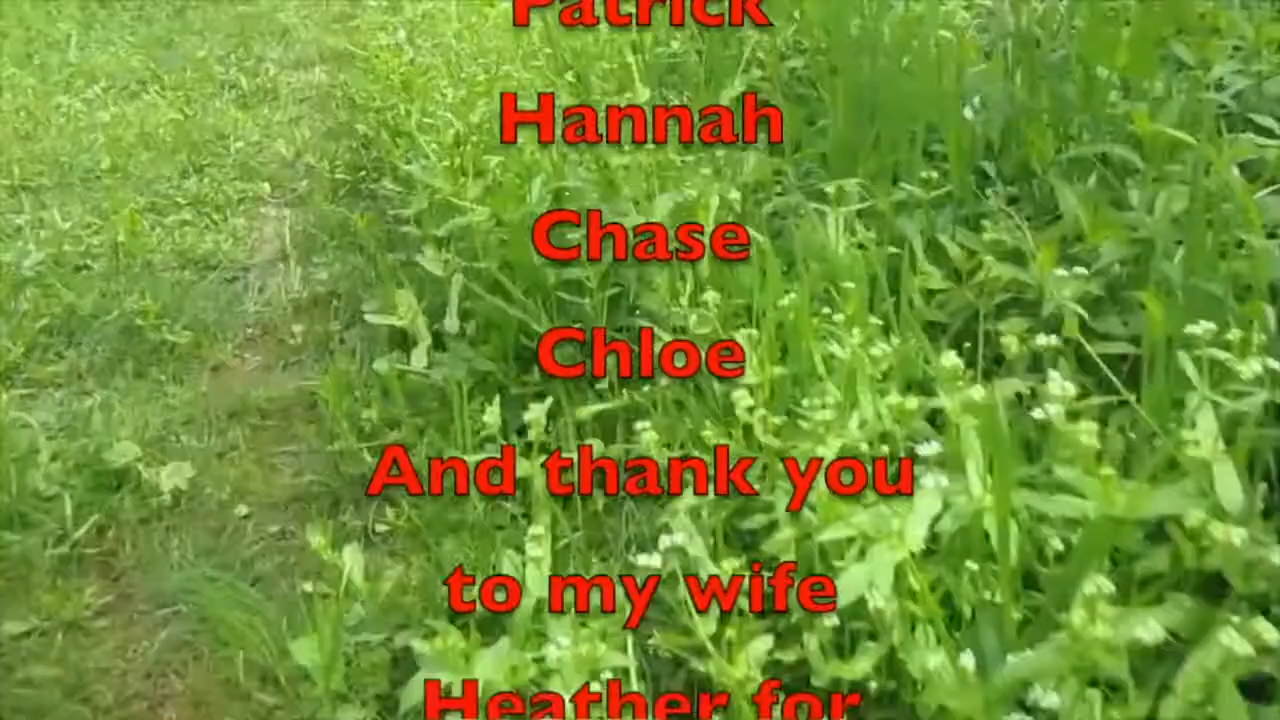 Patrick
Hannah
Chase
Chloe
And thank you
to my wife
Heather for